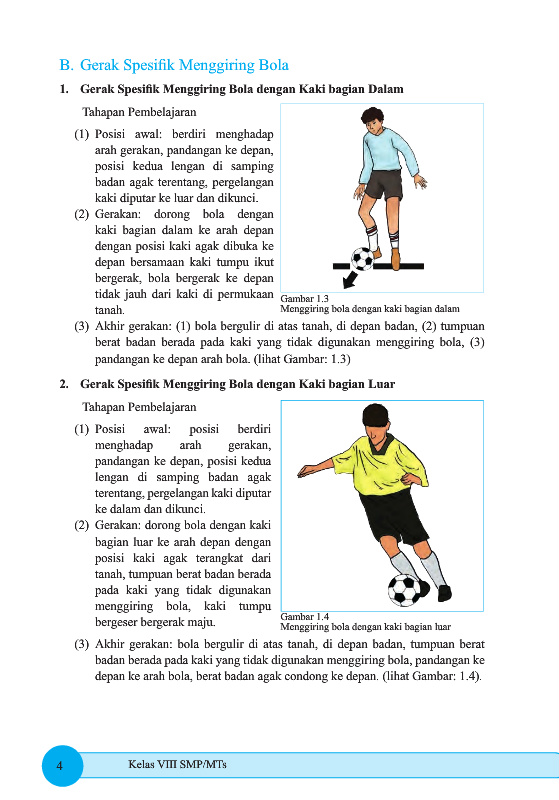 B. Gerak Spesifik Menggiring Bola
1. Gerak Spesifik Menggiring Bola dengan Kaki bagian Dalam
Tahapan Pembelajaran
(1) Posisi awal: berdiri menghadap
arah gerakan, pandangan ke depan,
posisi kedua lengan di samping
badan agak terentang, pergelangan
kaki diputar ke luar dan dikunci.
(2) Gerakan: dorong bola dengan
kaki bagian dalam ke arah depan
dengan posisi kaki agak dibuka ke
depan bersamaan kaki tumpu ikut
bergerak, bola bergerak ke depan
tidak jauh dari kaki di permukaan
tanah.
Gambar 1.3
Menggiring bola dengan kaki bagian dalam
(3) Akhir gerakan: (1) bola bergulir di atas tanah, di depan badan, (2) tumpuan
berat badan berada pada kaki yang tidak digunakan menggiring bola, (3)
pandangan ke depan arah bola. (lihat Gambar: 1.3)
2. Gerak Spesifik Menggiring Bola dengan Kaki bagian Luar
Tahapan Pembelajaran
(1) Posisi awal: posisi berdiri
menghadap arah gerakan,
pandangan ke depan, posisi kedua
lengan di samping badan agak
terentang, pergelangan kaki diputar
ke dalam dan dikunci.
(2) Gerakan: dorong bola dengan kaki
bagian luar ke arah depan dengan
posisi kaki agak terangkat dari
tanah, tumpuan berat badan berada
pada kaki yang tidak digunakan
menggiring bola, kaki tumpu
bergeser bergerak maju.
Gambar 1.4
Menggiring bola dengan kaki bagian luar
(3) Akhir gerakan: bola bergulir di atas tanah, di depan badan, tumpuan berat
badan berada pada kaki yang tidak digunakan menggiring bola, pandangan ke
depan ke arah bola, berat badan agak condong ke depan. (lihat Gambar: 1.4).
4
Kelas VIII SMP/MTs